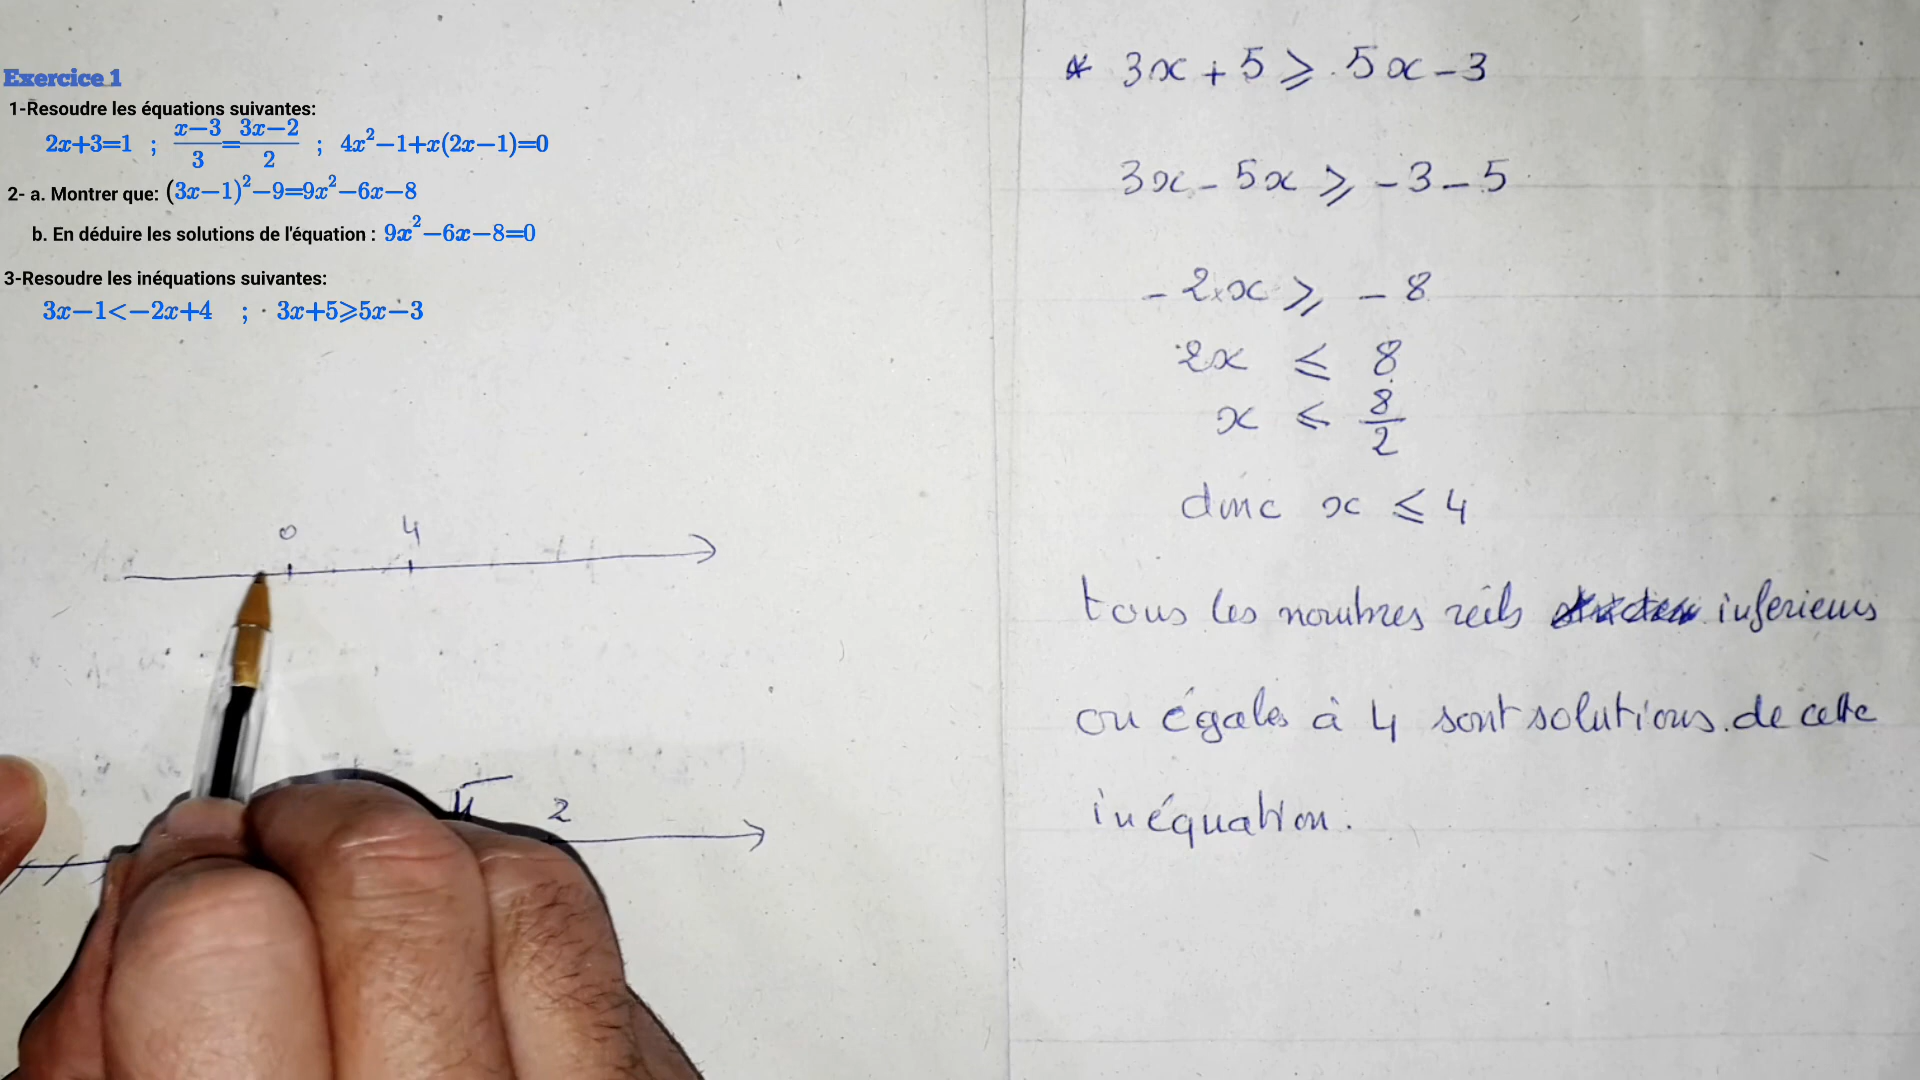 Exercice 1
1-Resoudre les équations suivantes:
2x+3=1 ; (x−3)/3=(3x−2)/2 ; 4x²−1+x(2x−1)=0
2- a. Montrer que: (3x−1)²−9=9x²−6x−8
b. En déduire les solutions de l'équation : 9x²−6x−8=0
3-Resoudre les inéquations suivantes:
3x−1<−2x+4 ; 3x+5⩾5x−3
0 4
2
* 3x + 5 ⩾ 5x − 3
3x − 5x ⩾ −3 − 5
− 2x ⩾ − 8
2x ⩽ 8
x ⩽ 8/2
donc x ⩽ 4
tous les nombres réels inferieurs
ou égales à 4 sont solutions de cette
inéquation.